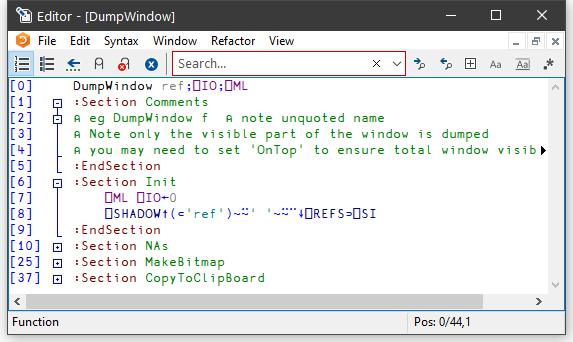 Editor - [DumpWindow]
File Edit Syntax Window Refactor View
Search... Aa .*
[0] DumpWindow ref;⎕IO;⎕ML
[1] :Section Comments
[2] ⍝ eg DumpWindow f ⍝ A note unquoted name
[3] ⍝ Note only the visible part of the window is dumped
[4] ⍝ you may need to set 'OnTop' to ensure total window visib
[5] :EndSection
[6] :Section Init
[7] ⎕ML ⎕IO←0
[8] ⎕SHADOW↑(⊂'ref')~⍨' '~⍨¨↓⎕REFS⊃⎕SI
[9] :EndSection
[10] :Section NAs
[25] :Section MakeBitmap
[37] :Section CopyToClipBoard
Function Pos: 0/44,1